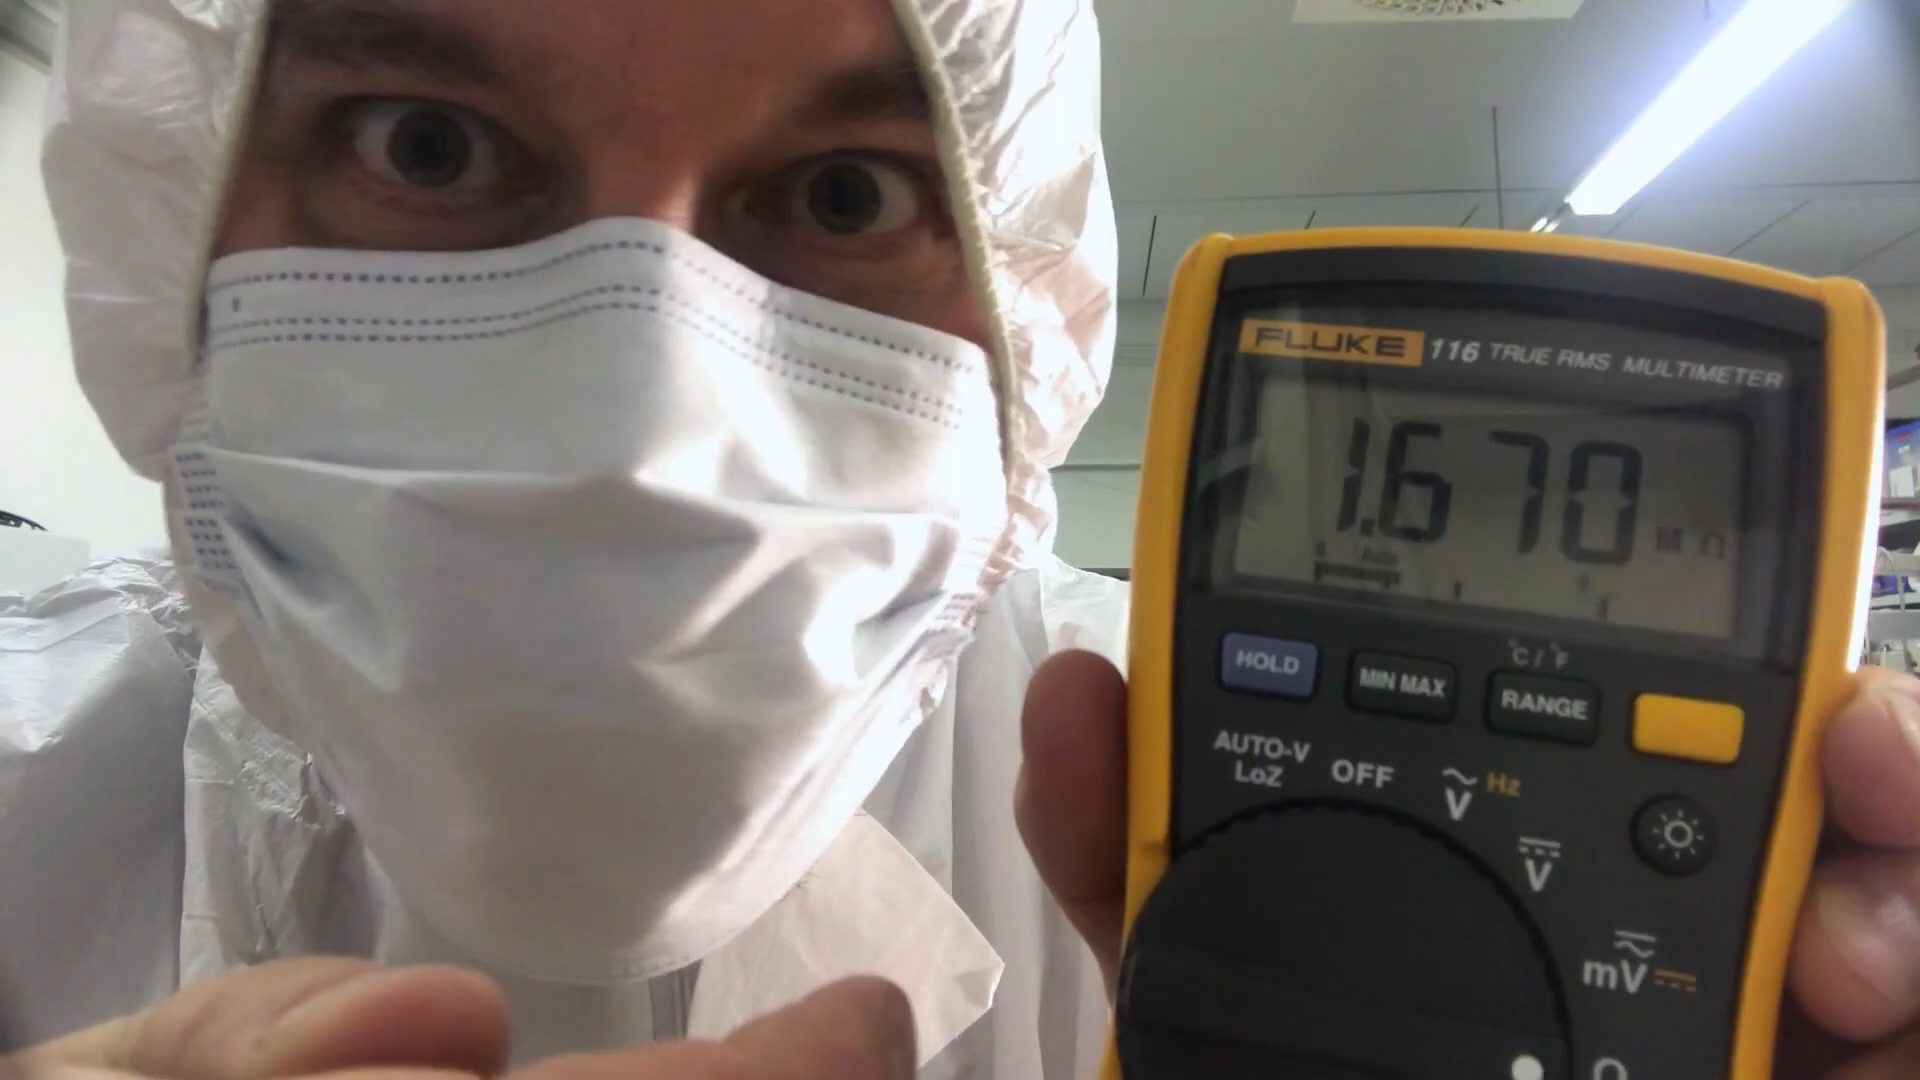 FLUKE 116 TRUE RMS MULTIMETER
1.670 MΩ
Auto
°C / °F
HOLD MIN MAX RANGE
AUTO-V
LoZ
OFF
V Hz
V
mV
Ω